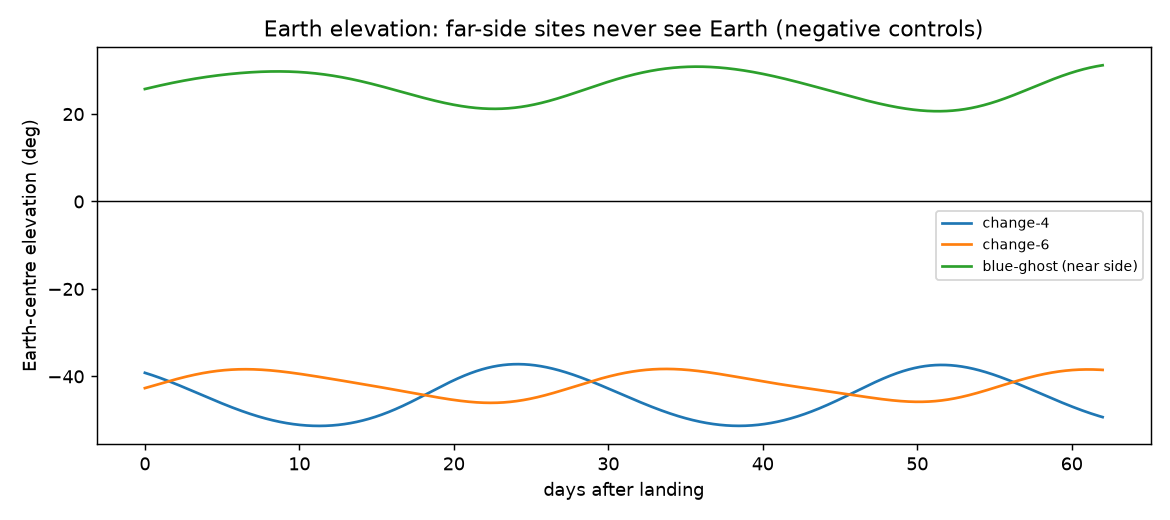 Earth elevation: far-side sites never see Earth (negative controls)
Earth-centre elevation (deg)
20
0
−20
−40
change-4
change-6
blue-ghost (near side)
0 10 20 30 40 50 60
days after landing